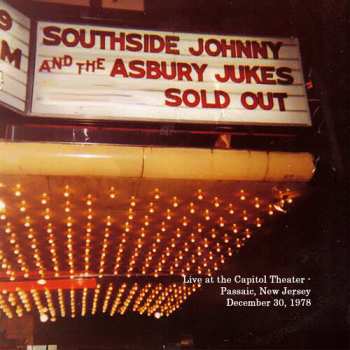 9
M
SOUTHSIDE JOHNNY
AND THE ASBURY JUKES
SOLD OUT
Live at the Capitol Theater -
Passaic, New Jersey
December 30, 1978